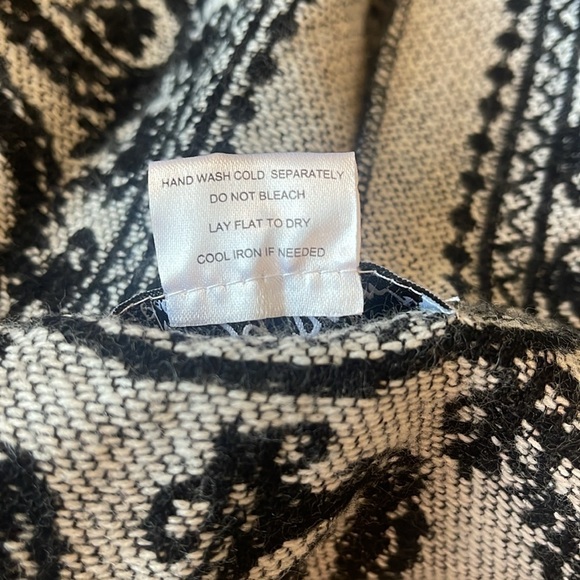 HAND WASH COLD SEPARATELY
DO NOT BLEACH
LAY FLAT TO DRY
COOL IRON IF NEEDED